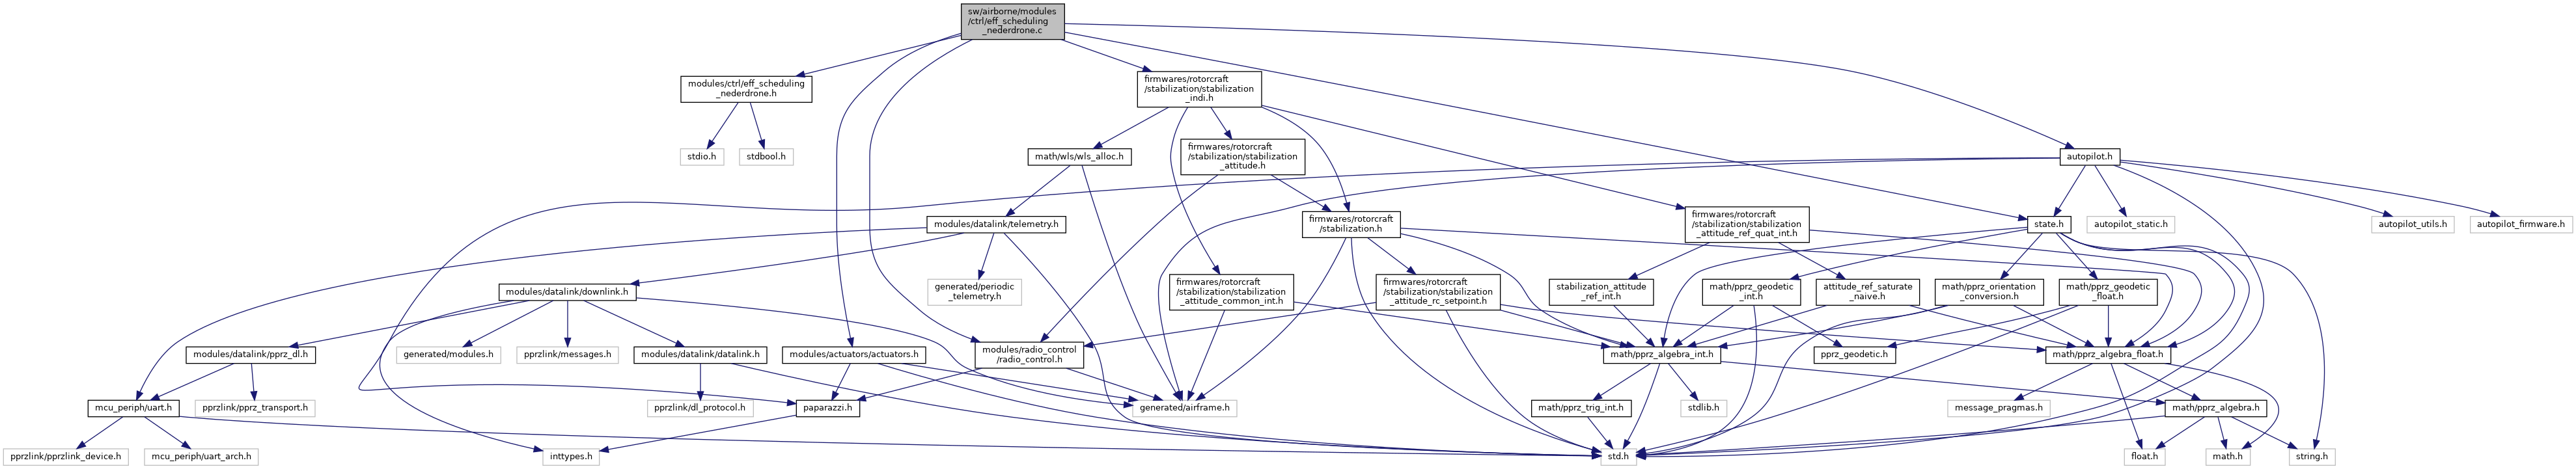 sw/airborne/modules
/ctrl/eff_scheduling
_nederdrone.c
modules/ctrl/eff_scheduling
_nederdrone.h
firmwares/rotorcraft
/stabilization/stabilization
_indi.h
stdio.h
stdbool.h
math/wls/wls_alloc.h
firmwares/rotorcraft
/stabilization/stabilization
_attitude.h
autopilot.h
modules/datalink/telemetry.h
firmwares/rotorcraft
/stabilization.h
firmwares/rotorcraft
/stabilization/stabilization
_attitude_ref_quat_int.h
state.h
autopilot_static.h
autopilot_utils.h
autopilot_firmware.h
modules/datalink/downlink.h
generated/periodic
_telemetry.h
firmwares/rotorcraft
/stabilization/stabilization
_attitude_common_int.h
firmwares/rotorcraft
/stabilization/stabilization
_attitude_rc_setpoint.h
stabilization_attitude
_ref_int.h
math/pprz_geodetic
_int.h
attitude_ref_saturate
_naive.h
math/pprz_orientation
_conversion.h
math/pprz_geodetic
_float.h
modules/datalink/pprz_dl.h
generated/modules.h
pprzlink/messages.h
modules/datalink/datalink.h
modules/actuators/actuators.h
modules/radio_control
/radio_control.h
math/pprz_algebra_int.h
pprz_geodetic.h
math/pprz_algebra_float.h
mcu_periph/uart.h
pprzlink/pprz_transport.h
pprzlink/dl_protocol.h
paparazzi.h
generated/airframe.h
math/pprz_trig_int.h
stdlib.h
message_pragmas.h
math/pprz_algebra.h
pprzlink/pprzlink_device.h
mcu_periph/uart_arch.h
inttypes.h
std.h
float.h
math.h
string.h